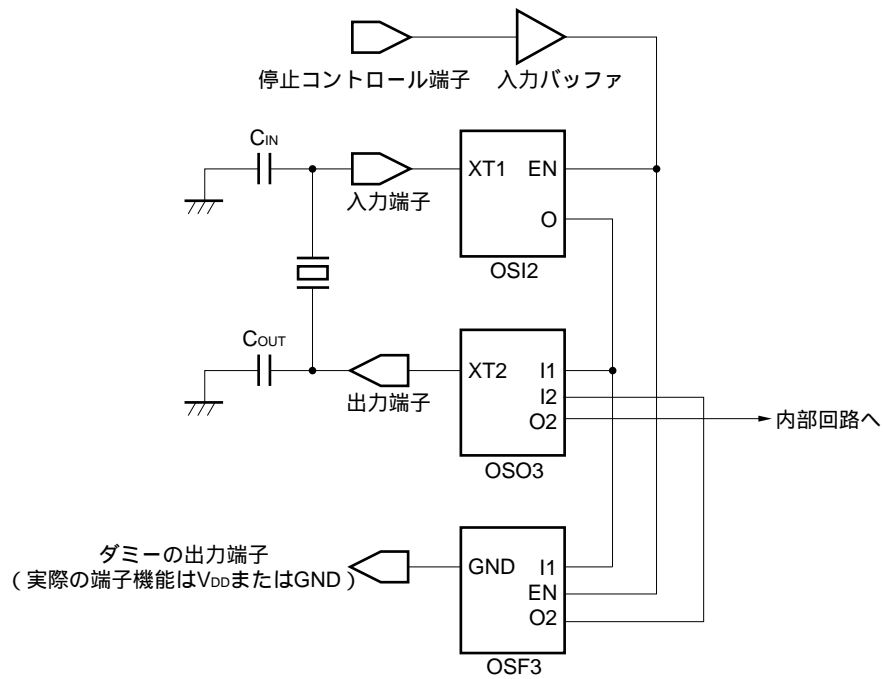 停止コントロール端子
入力バッファ
CIN
入力端子
XT1
EN
O
OSI2
COUT
出力端子
XT2
I1
I2
O2
OSO3
内部回路へ
ダミーの出力端子
(実際の端子機能はVDDまたはGND)
GND
I1
EN
O2
OSF3